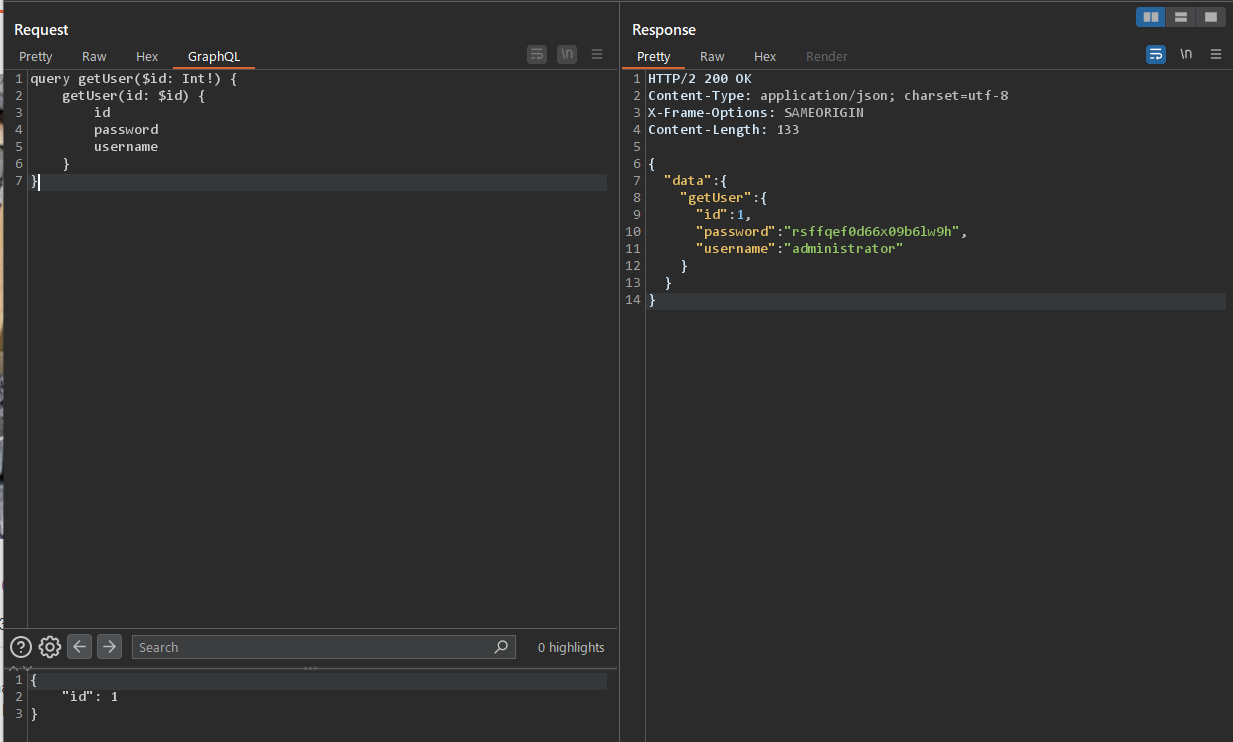 Request
Pretty Raw Hex GraphQL \n
1 query getUser($id: Int!) {
2 getUser(id: $id) {
3 id
4 password
5 username
6 }
7 }
? Search 0 highlights
1 {
2 "id": 1
3 }
Response
Pretty Raw Hex Render \n
1 HTTP/2 200 OK
2 Content-Type: application/json; charset=utf-8
3 X-Frame-Options: SAMEORIGIN
4 Content-Length: 133
5
6 {
7 "data":{
8 "getUser":{
9 "id":1,
10 "password":"rsffqef0d66x09b6lw9h",
11 "username":"administrator"
12 }
13 }
14 }